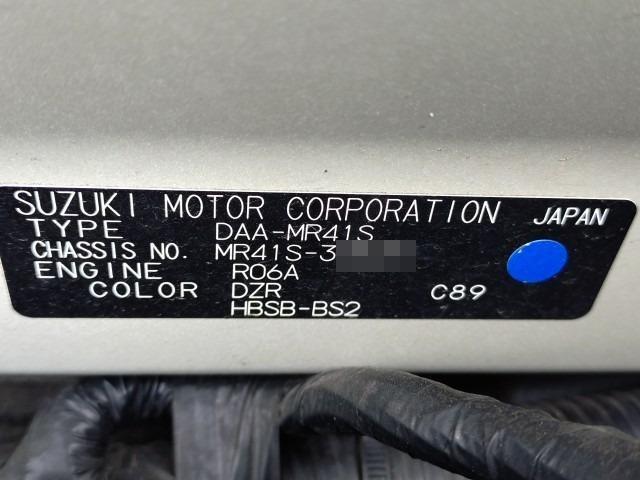 SUZUKI MOTOR CORPORATION JAPAN
TYPE DAA-MR41S
CHASSIS NO. MR41S-3
ENGINE R06A
COLOR DZR C89
HBSB-BS2